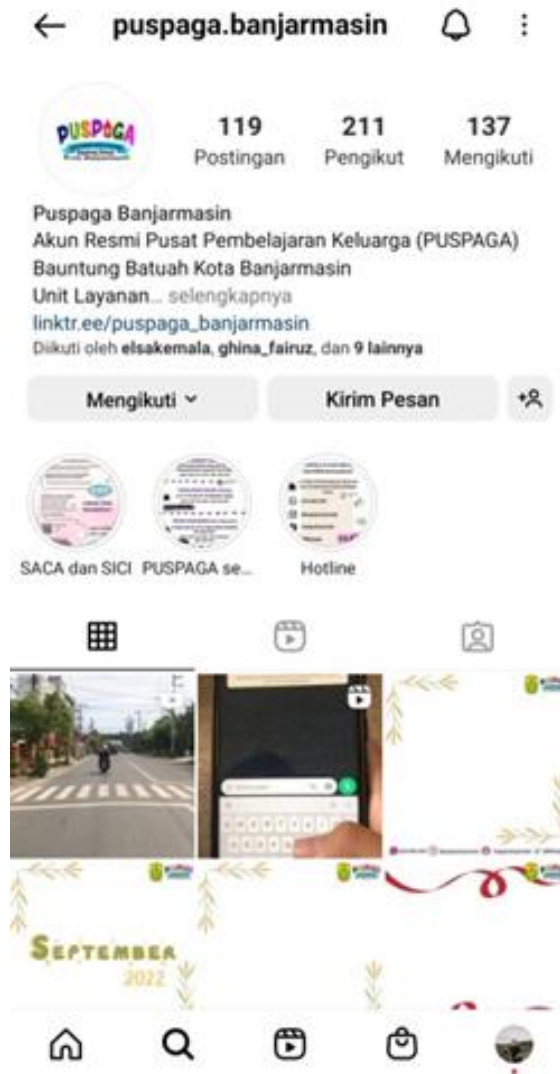 puspaga.banjarmasin
PUSPAGA
119 211 137
Postingan Pengikut Mengikuti
Puspaga Banjarmasin
Akun Resmi Pusat Pembelajaran Keluarga (PUSPAGA)
Bauntung Batuah Kota Banjarmasin
Unit Layanan... selengkapnya
linktr.ee/puspaga_banjarmasin
Diikuti oleh elsakemala, ghina_fairuz, dan 9 lainnya
Mengikuti Kirim Pesan
SACA dan SICI PUSPAGA se... Hotline
SEPTEMBER
2022